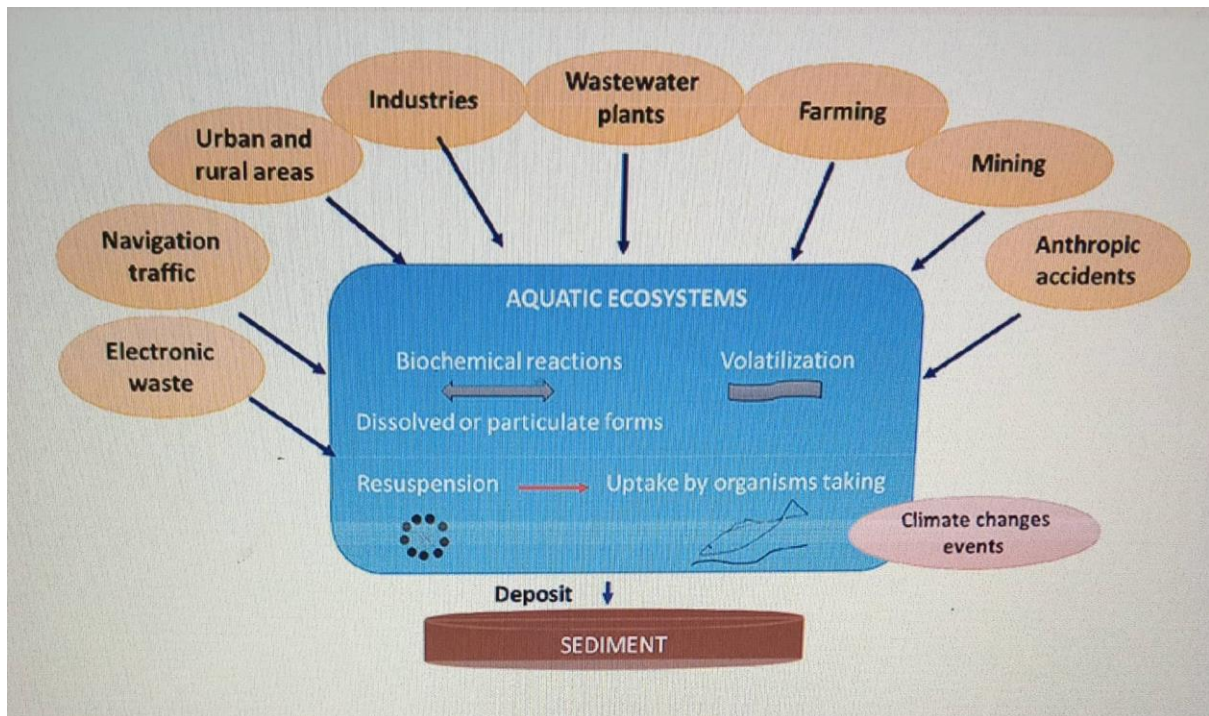 Industries
Wastewater
plants
Farming
Urban and
rural areas
Mining
Navigation
traffic
Anthropic
accidents
Electronic
waste
AQUATIC ECOSYSTEMS
Biochemical reactions
Volatilization
Dissolved or particulate forms
Resuspension
Uptake by organisms taking
Climate changes
events
Deposit
SEDIMENT